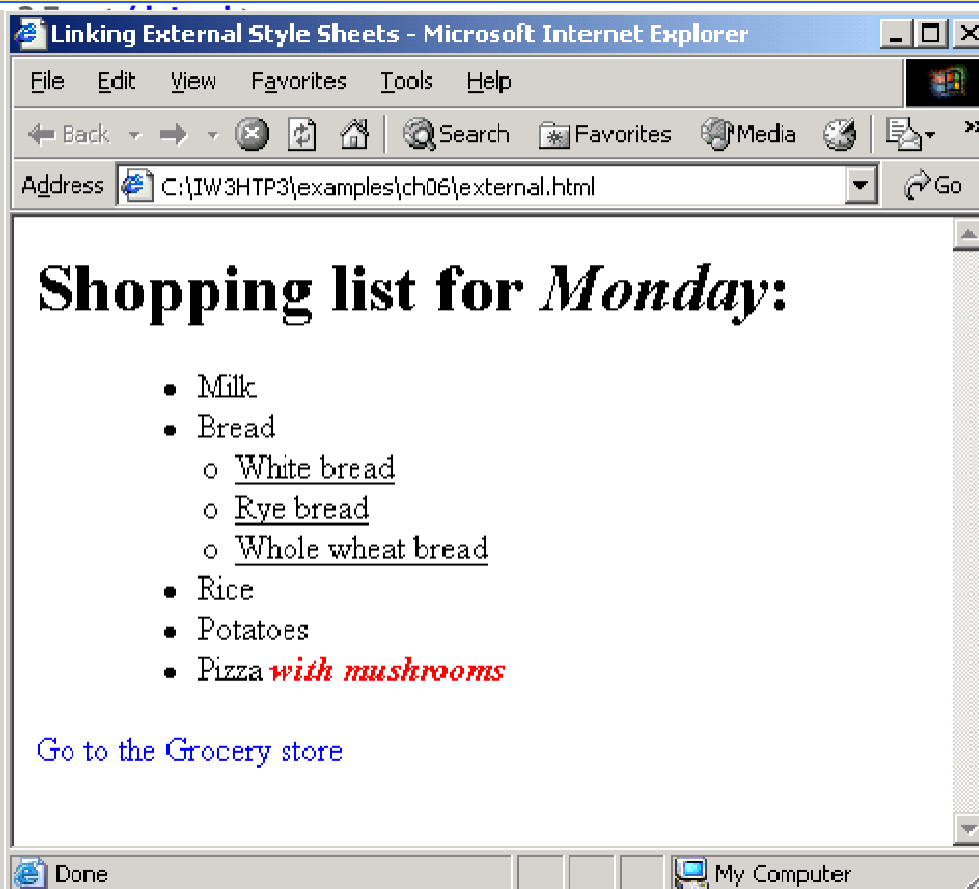 Linking External Style Sheets - Microsoft Internet Explorer
File Edit View Favorites Tools Help
Back Search Favorites Media »
Address C:\IW3HTP3\examples\ch06\external.html Go
Shopping list for Monday:
• Milk
• Bread
o White bread
o Rye bread
o Whole wheat bread
• Rice
• Potatoes
• Pizza with mushrooms
Go to the Grocery store
Done My Computer